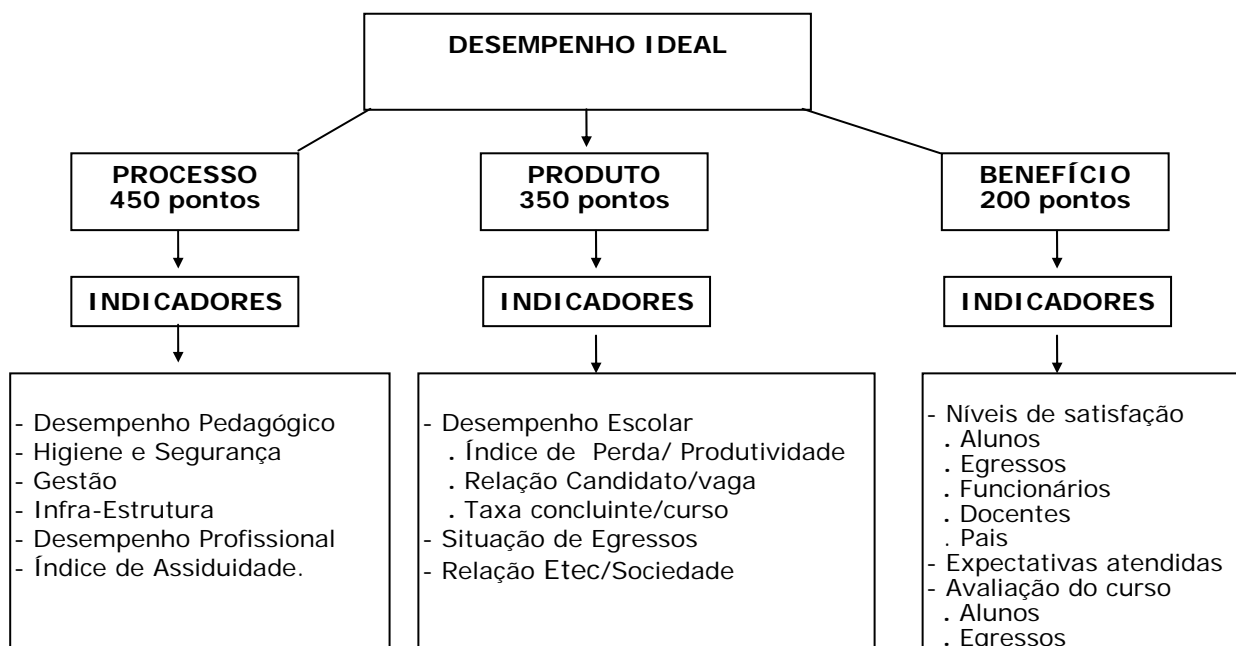 DESEMPENHO IDEAL
PROCESSO
450 pontos
PRODUTO
350 pontos
BENEFÍCIO
200 pontos
INDICADORES
INDICADORES
INDICADORES
- Desempenho Pedagógico
- Higiene e Segurança
- Gestão
- Infra-Estrutura
- Desempenho Profissional
- Índice de Assiduidade.
- Desempenho Escolar
. Índice de Perda/ Produtividade
. Relação Candidato/vaga
. Taxa concluinte/curso
- Situação de Egressos
- Relação Etec/Sociedade
- Níveis de satisfação
. Alunos
. Egressos
. Funcionários
. Docentes
. Pais
- Expectativas atendidas
- Avaliação do curso
. Alunos
. Egressos